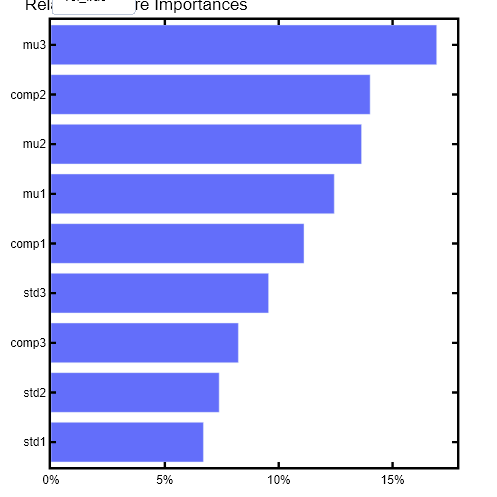 Rela re Importances
mu3
comp2
mu2
mu1
comp1
std3
comp3
std2
std1
0% 5% 10% 15%